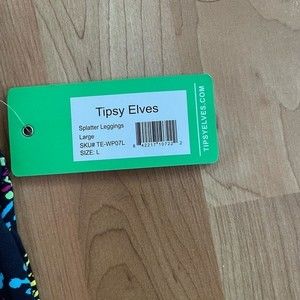 Tipsy Elves
Splatter Leggings
Large
SKU# TE-WP07L
SIZE: L
TIPSYELVES.COM